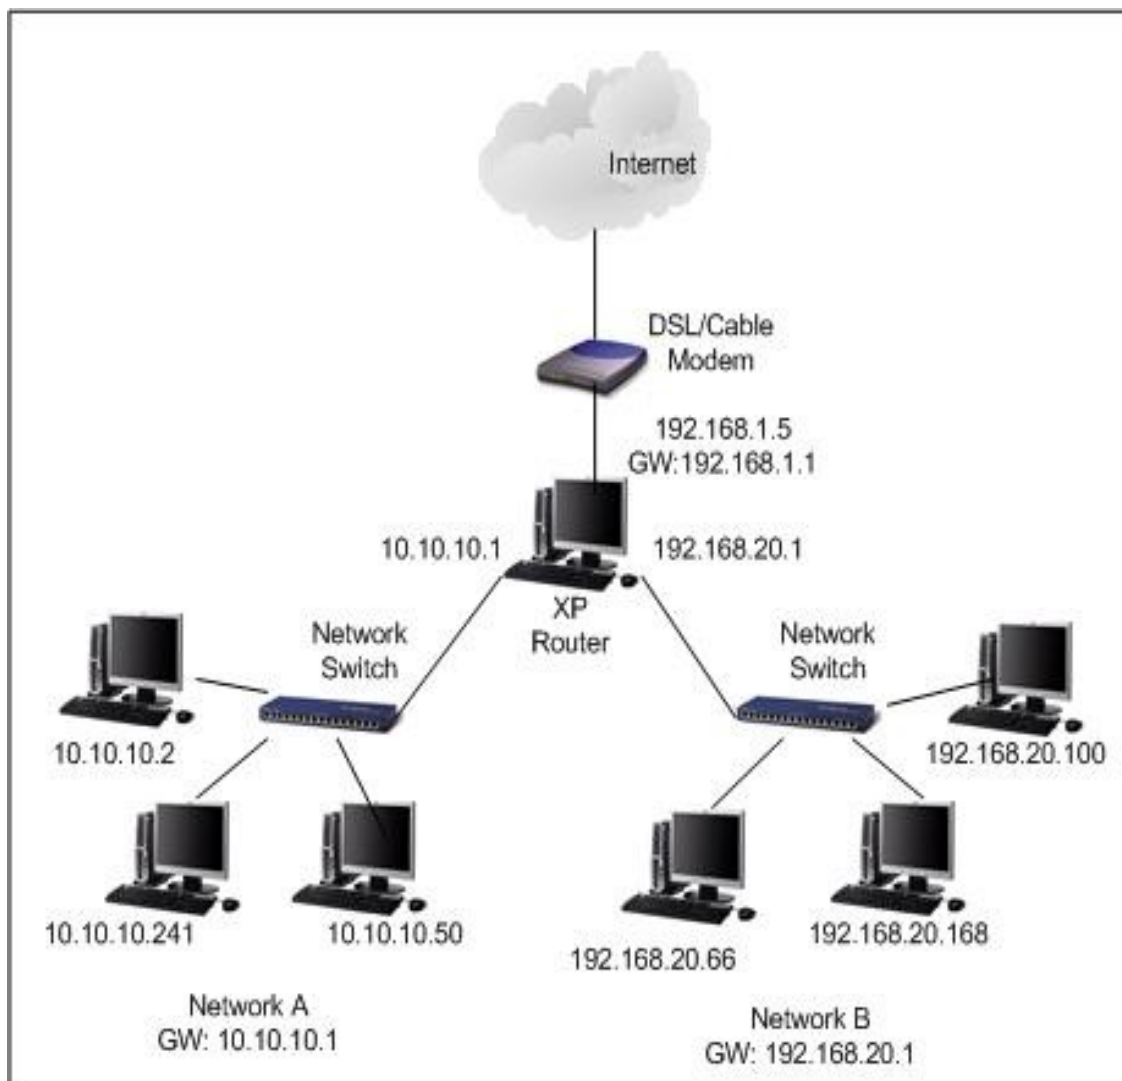 Internet
DSL/Cable
Modem
192.168.1.5
GW:192.168.1.1
10.10.10.1
192.168.20.1
XP
Router
Network
Switch
Network
Switch
10.10.10.2
192.168.20.100
10.10.10.241
10.10.10.50
192.168.20.66
192.168.20.168
Network A
GW: 10.10.10.1
Network B
GW: 192.168.20.1